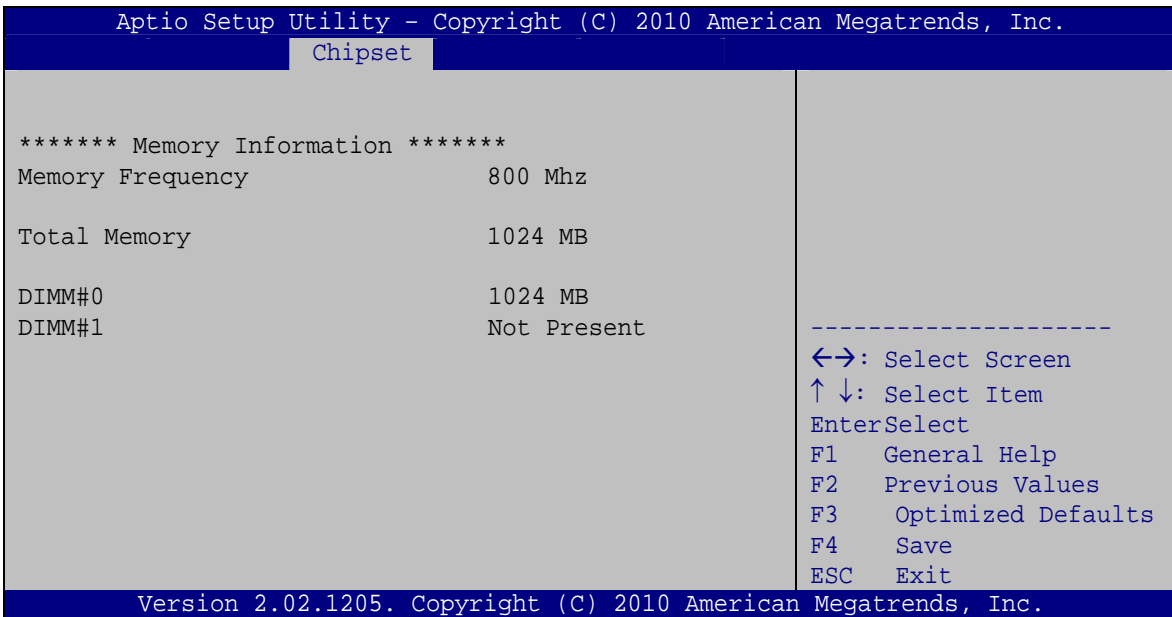 Aptio Setup Utility – Copyright (C) 2010 American Megatrends, Inc.
Chipset
******* Memory Information *******
Memory Frequency 800 Mhz
Total Memory 1024 MB
DIMM#0 1024 MB
DIMM#1 Not Present
---------------------
←→: Select Screen
↑ ↓: Select Item
EnterSelect
F1 General Help
F2 Previous Values
F3 Optimized Defaults
F4 Save
ESC Exit
Version 2.02.1205. Copyright (C) 2010 American Megatrends, Inc.